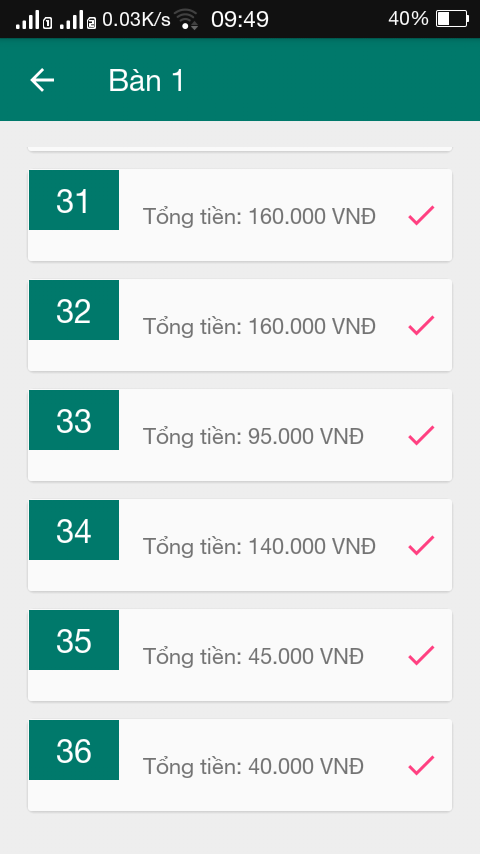 0.03K/s 09:49 40%
Bàn 1
31 Tổng tiền: 160.000 VNĐ
32 Tổng tiền: 160.000 VNĐ
33 Tổng tiền: 95.000 VNĐ
34 Tổng tiền: 140.000 VNĐ
35 Tổng tiền: 45.000 VNĐ
36 Tổng tiền: 40.000 VNĐ